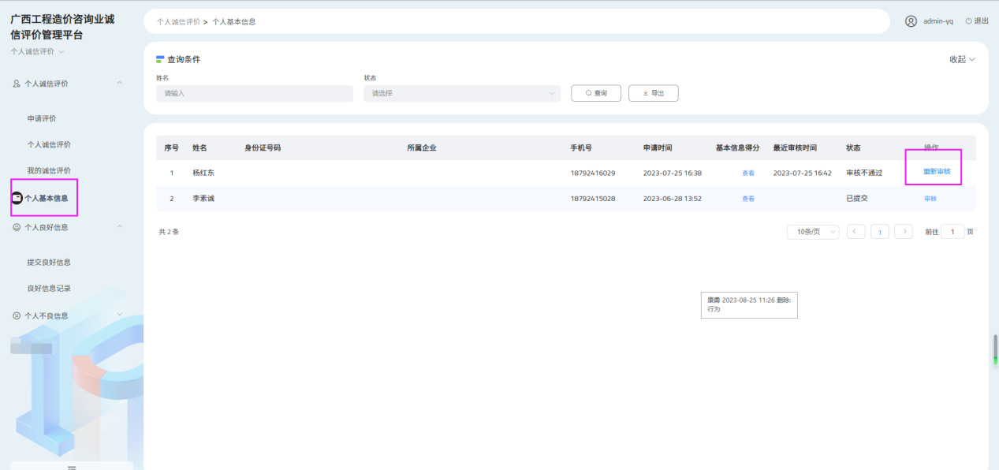 广西工程造价咨询业诚
信评价管理平台
个人诚信评价
个人诚信评价 > 个人基本信息
admin-yq 退出
个人诚信评价
申请评价
个人诚信评价
我的诚信评价
个人基本信息
个人良好信息
提交良好信息
良好信息记录
个人不良信息
查询条件 收起
姓名 状态
请输入 请选择 查询 导出
序号 姓名 身份证号码 所属企业 手机号 申请时间 基本信息得分 最近审核时间 状态 操作
1 杨红东 18792416029 2023-07-25 16:38 查看 2023-07-25 16:42 审核不通过 重新审核
2 李素诚 18792415028 2023-06-28 13:52 查看 已提交 审核
共 2 条 10条/页 1 前往 1 页
康茜 2023-08-25 11:26 删除:
行为